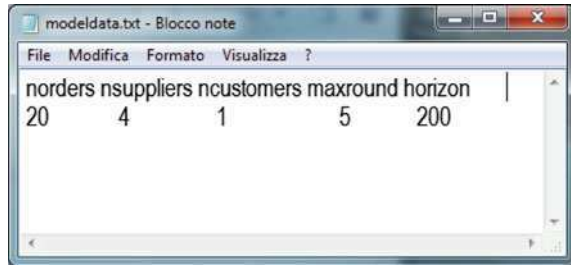 modeldata.txt - Blocco note
File Modifica Formato Visualizza ?
norders nsuppliers ncustomers maxround horizon
20 4 1 5 200